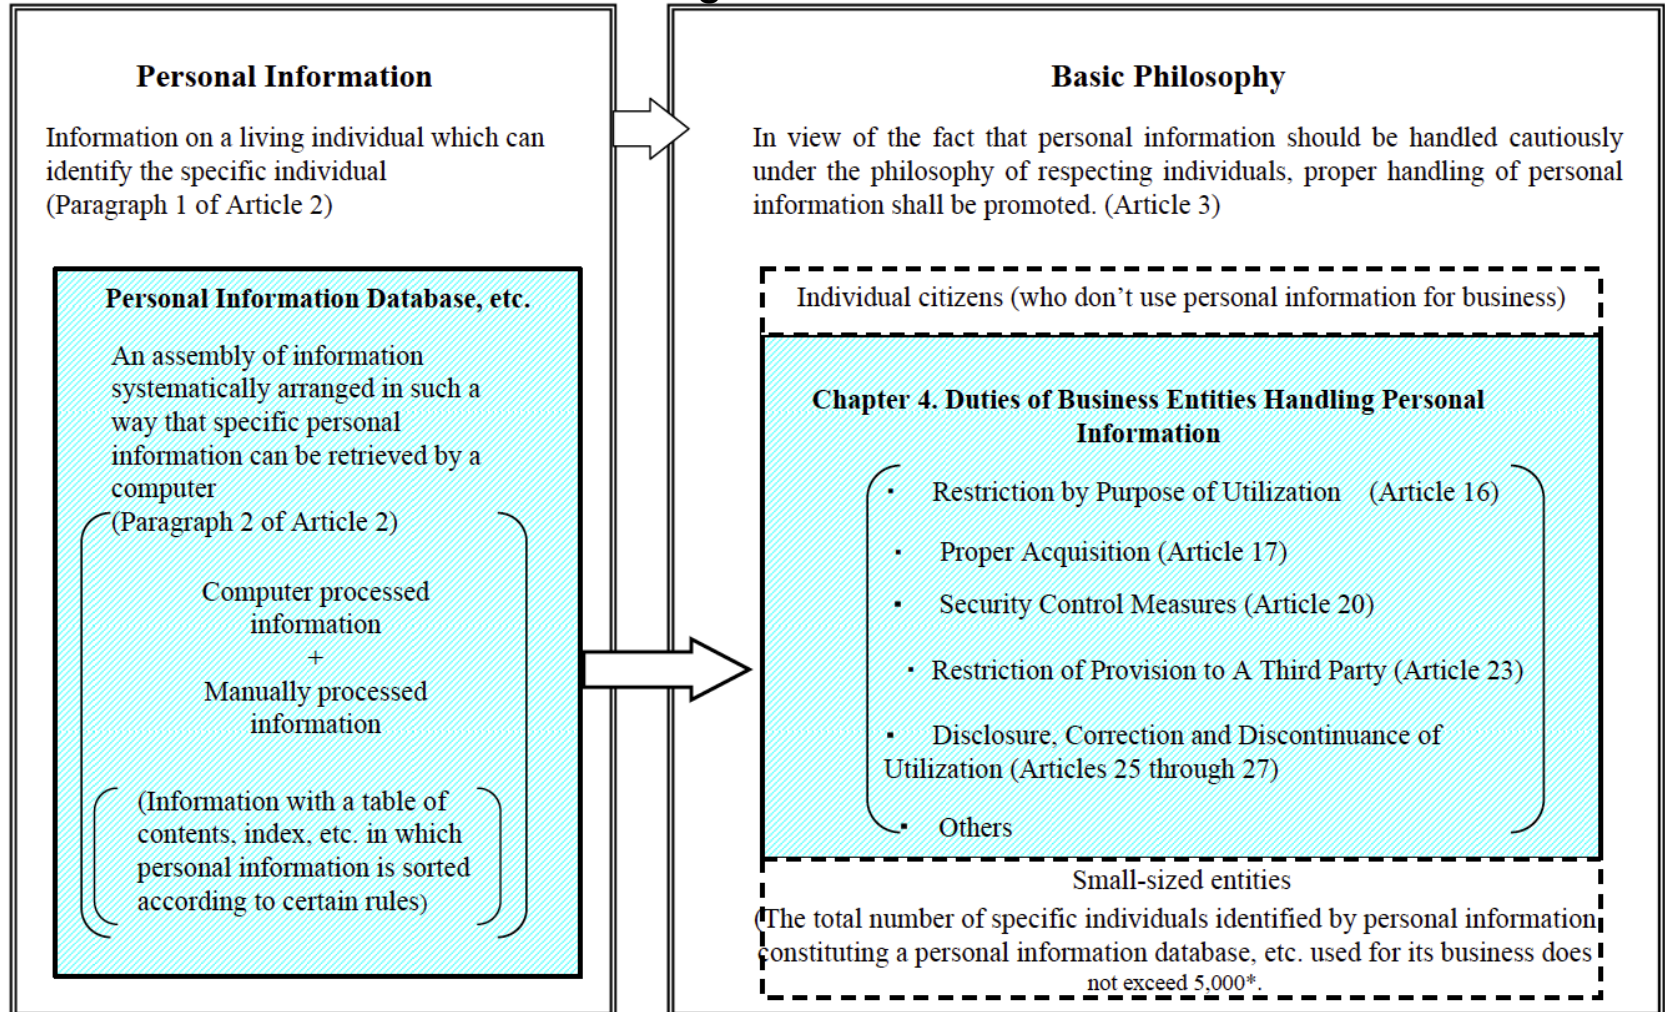 Personal Information
Information on a living individual which can
identify the specific individual
(Paragraph 1 of Article 2)
Personal Information Database, etc.
An assembly of information
systematically arranged in such a
way that specific personal
information can be retrieved by a
computer
(Paragraph 2 of Article 2)
Computer processed
information
+
Manually processed
information
(Information with a table of
contents, index, etc. in which
personal information is sorted
according to certain rules)
Basic Philosophy
In view of the fact that personal information should be handled cautiously
under the philosophy of respecting individuals, proper handling of personal
information shall be promoted. (Article 3)
Individual citizens (who don’t use personal information for business)
Chapter 4. Duties of Business Entities Handling Personal
Information
・ Restriction by Purpose of Utilization (Article 16)
・ Proper Acquisition (Article 17)
・ Security Control Measures (Article 20)
・ Restriction of Provision to A Third Party (Article 23)
・ Disclosure, Correction and Discontinuance of
Utilization (Articles 25 through 27)
・ Others
Small-sized entities
(The total number of specific individuals identified by personal information
constituting a personal information database, etc. used for its business does
not exceed 5,000*.